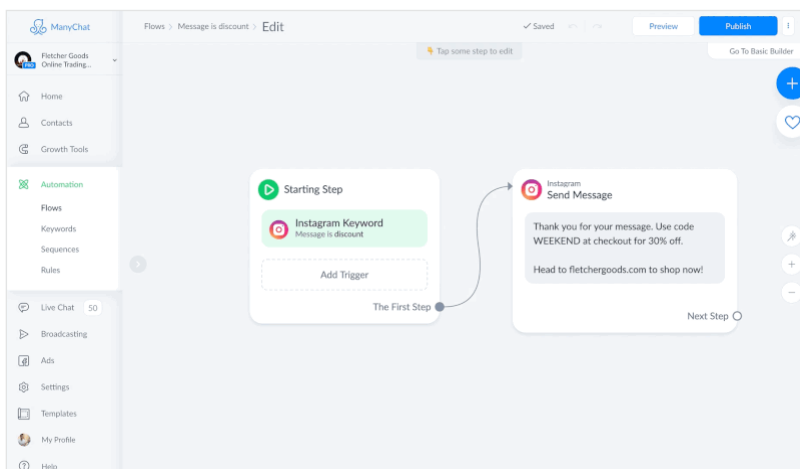 ManyChat
Flows > Message is discount > Edit
Saved
Preview
Publish
Fletcher Goods
Online Trading...
PRO
Tap some step to edit
Go To Basic Builder
Home
Contacts
Growth Tools
Automation
Flows
Keywords
Sequences
Rules
Live Chat 50
Broadcasting
Ads
Settings
Templates
My Profile
Help
Starting Step
Instagram Keyword
Message is discount
Add Trigger
The First Step
Instagram
Send Message
Thank you for your message. Use code
WEEKEND at checkout for 30% off.
Head to fletchergoods.com to shop now!
Next Step